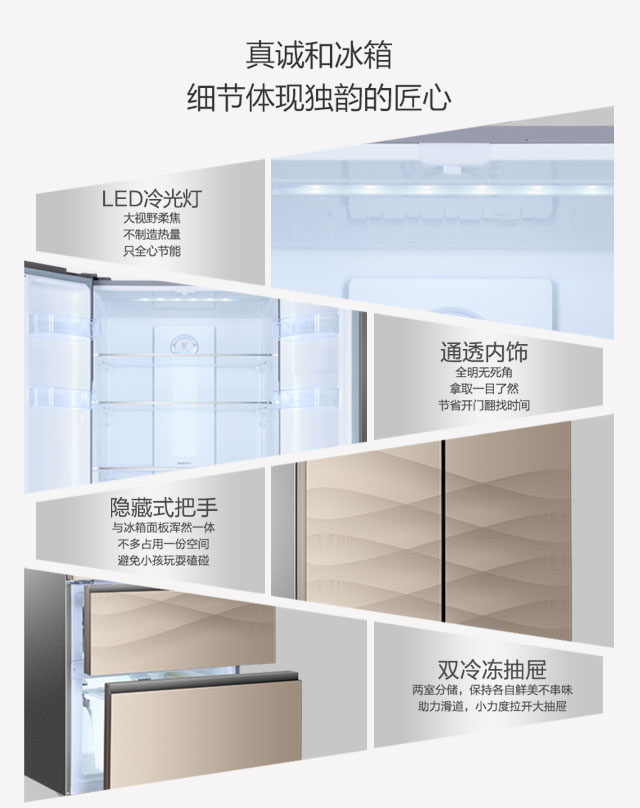 真诚和冰箱
细节体现独韵的匠心
LED冷光灯
大视野柔焦
不制造热量
只全心节能
通透内饰
全明无死角
拿取一目了然
节省开门翻找时间
隐藏式把手
与冰箱面板浑然一体
不多占用一份空间
避免小孩玩耍磕碰
双冷冻抽屉
两室分储，保持各自鲜美不串味
助力滑道，小力度拉开大抽屉